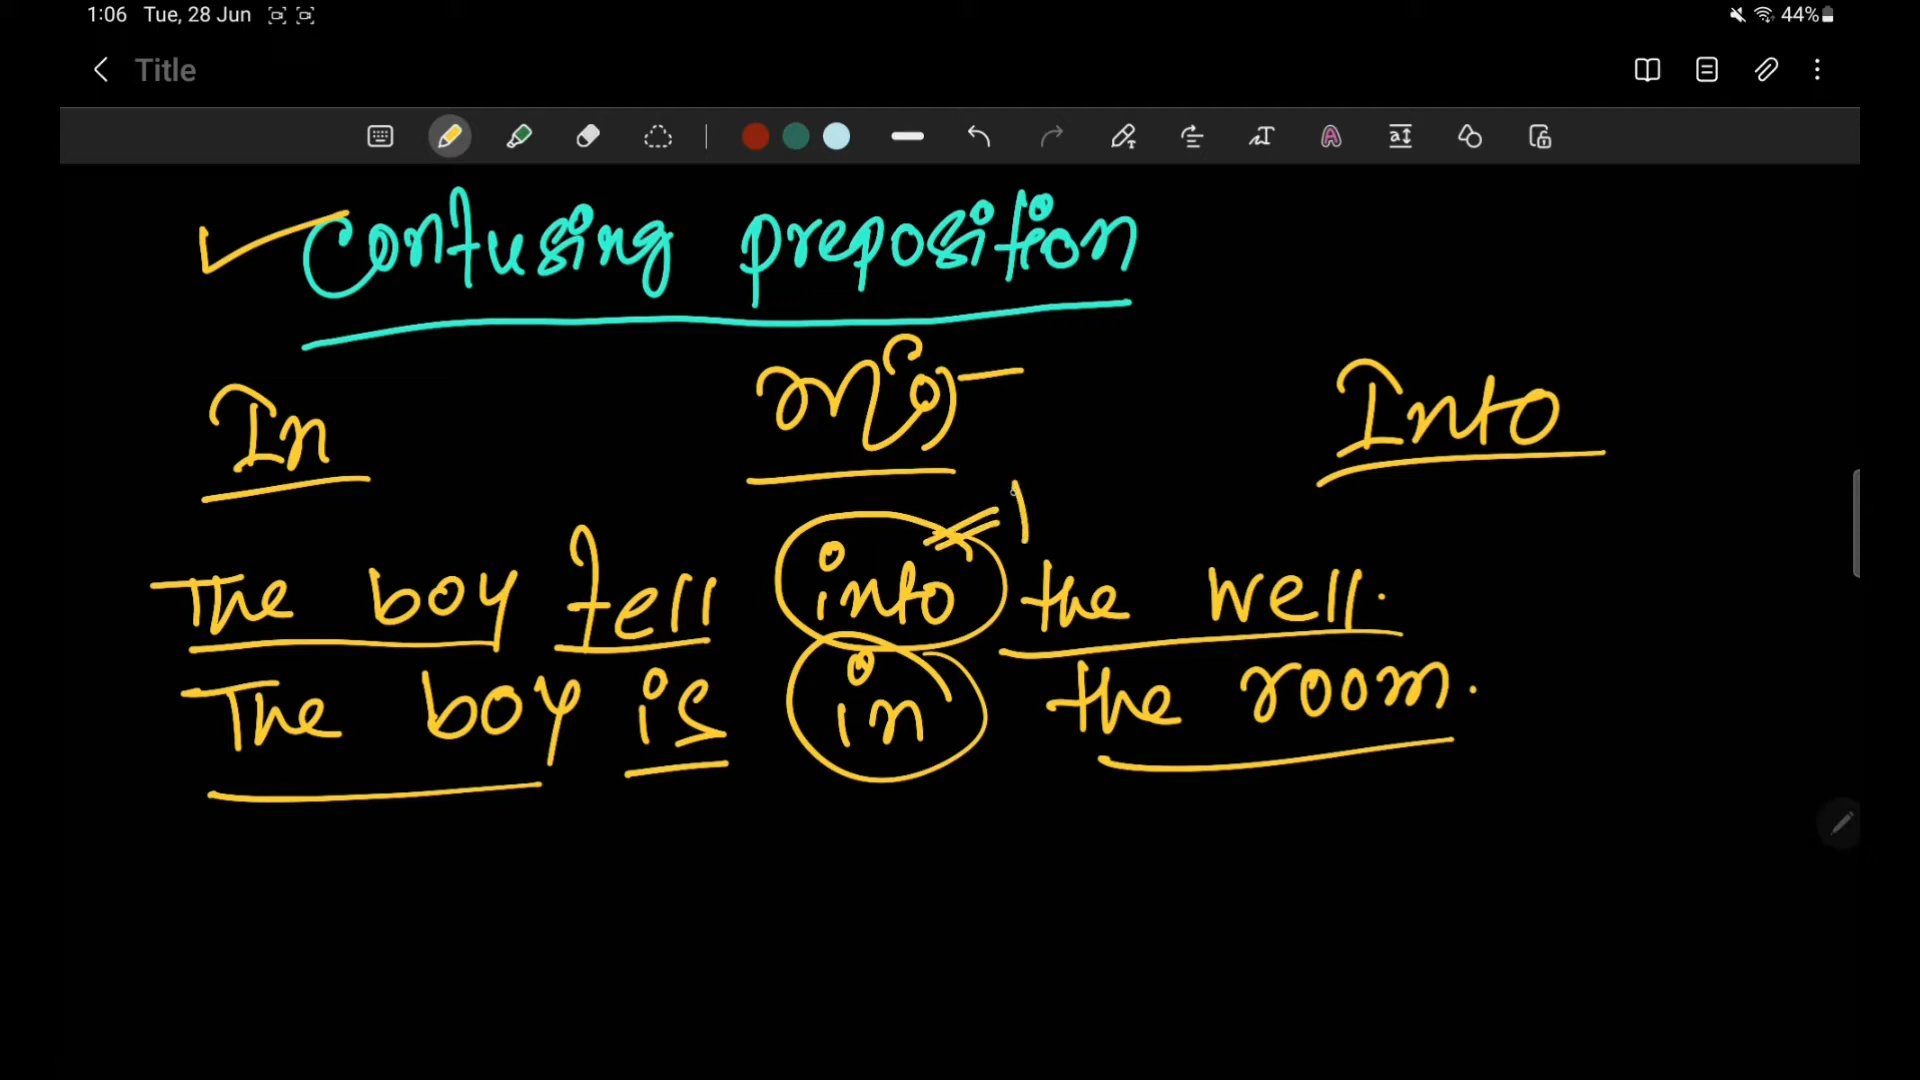 1:06 Tue, 28 Jun 44%
Title
Confusing preposition
In Into
The boy fell into the well.
The boy is in the room.